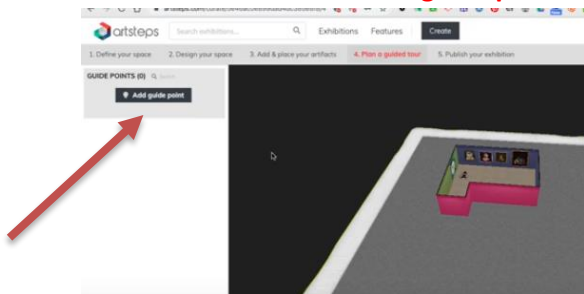 artsteps
Search exhibitions...
Exhibitions Features Create
1. Define your space 2. Design your space 3. Add & place your artifacts 4. Plan a guided tour 5. Publish your exhibition
GUIDE POINTS (0) Search
Add guide point